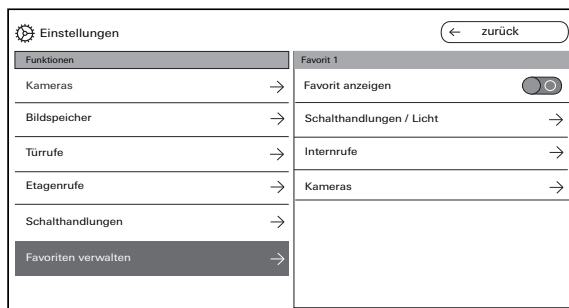 Einstellungen
← zurück
Funktionen
Kameras
Bildspeicher
Türrufe
Etagenrufe
Schalthandlungen
Favoriten verwalten
Favorit 1
Favorit anzeigen
Schalthandlungen / Licht
Internrufe
Kameras